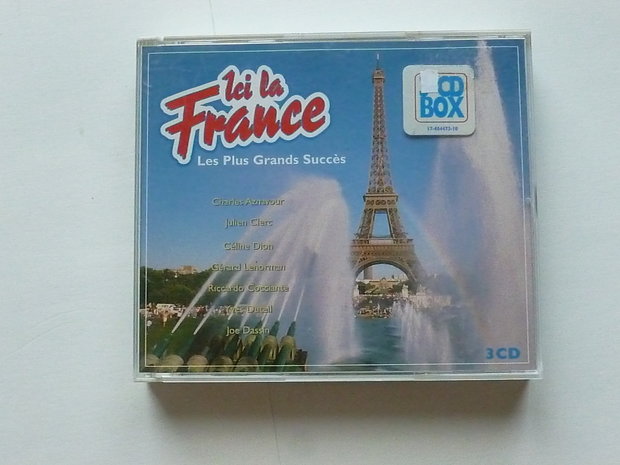 Ici la
France
Les Plus Grands Succès
Charles Aznavour
Julien Clerc
Céline Dion
Gérard Lenorman
Riccardo Cocciante
Yves Duteil
Joe Dassin
CD
BOX
3 CD